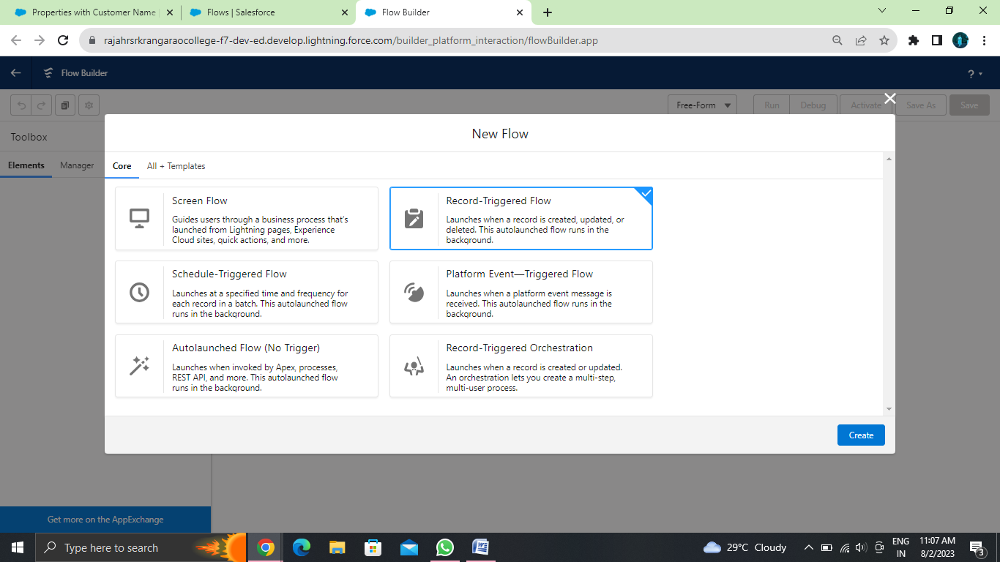 Properties with Customer Name
Flows | Salesforce
Flow Builder
rajahrsrkrangaraocollege-f7-dev-ed.develop.lightning.force.com/builder_platform_interaction/flowBuilder.app
Flow Builder
?
Free-Form
Run
Debug
Activate
Save As
Save
Toolbox
Elements
Manager
New Flow
Core
All + Templates
Screen Flow
Guides users through a business process that's
launched from Lightning pages, Experience
Cloud sites, quick actions, and more.
Record-Triggered Flow
Launches when a record is created, updated, or
deleted. This autolaunched flow runs in the
background.
Schedule-Triggered Flow
Launches at a specified time and frequency for
each record in a batch. This autolaunched flow
runs in the background.
Platform Event—Triggered Flow
Launches when a platform event message is
received. This autolaunched flow runs in the
background.
Autolaunched Flow (No Trigger)
Launches when invoked by Apex, processes,
REST API, and more. This autolaunched flow
runs in the background.
Record-Triggered Orchestration
Launches when a record is created or updated.
An orchestration lets you create a multi-step,
multi-user process.
Create
Get more on the AppExchange
Type here to search
29°C Cloudy
ENG
IN
11:07 AM
8/2/2023
3